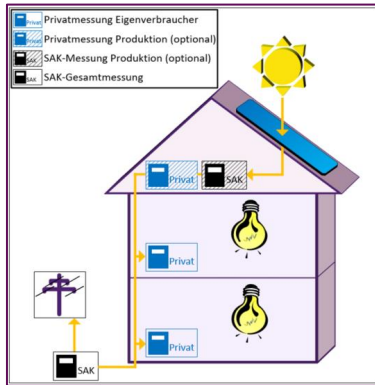 Privat Privatmessung Eigenverbraucher
Privat Privatmessung Produktion (optional)
SAK SAK-Messung Produktion (optional)
SAK SAK-Gesamtmessung
Privat SAK
Privat
Privat
SAK